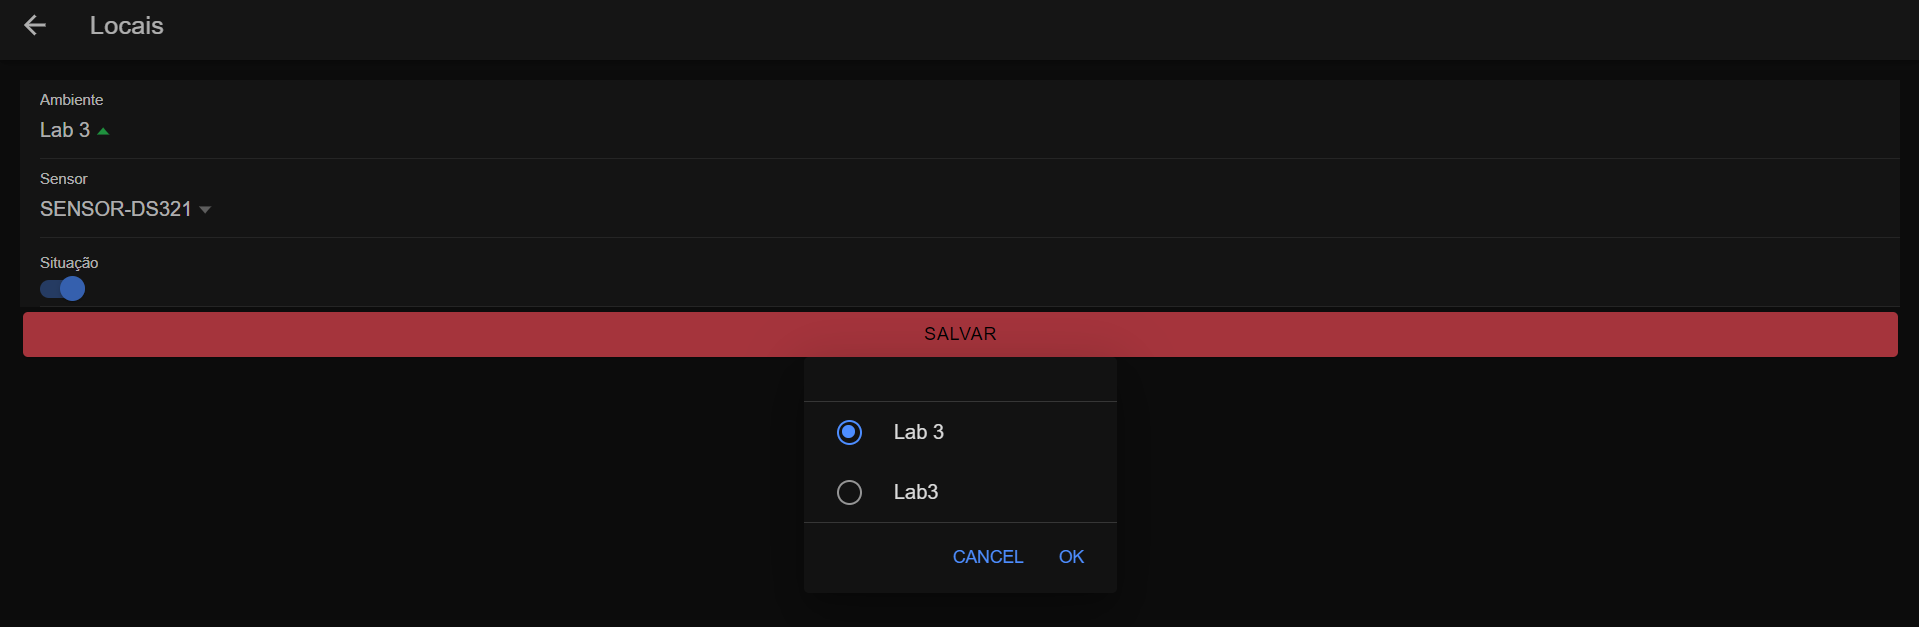 Locais
Ambiente
Lab 3
Sensor
SENSOR-DS321
Situação
SALVAR
Lab 3
Lab3
CANCEL OK